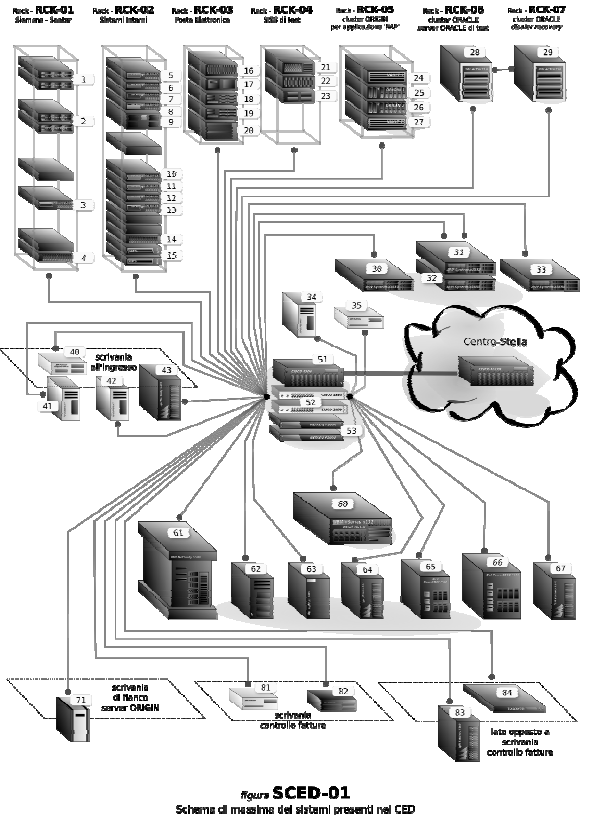 Rack - RCK-01
Siemens - Santer
Rack - RCK-02
Sistemi Interni
Rack - RCK-03
Posta Elettronica
Rack - RCK-04
SISS di test
Rack - RCK-05
cluster ORIGIN
per applicazione "BAP"
Rack - RCK-06
cluster ORACLE
server ORACLE di test
Rack - RCK-07
cluster ORACLE
disaster recovery
1
2
3
4
5
6
7
8
9
10
11
12
13
14
15
16
17
18
19
20
21
22
23
24
25
26
27
28
29
30
31
32
33
34
35
Centro-Stella
40
scrivania
all'ingresso
41
42
43
51
52
53
60
61
62
63
64
65
66
67
71
scrivania
di fianco
server ORIGIN
81
82
scrivania
controllo fatture
83
84
lato opposto a
scrivania
controllo fatture
figura SCED-01
Schema di massima dei sistemi presenti nel CED